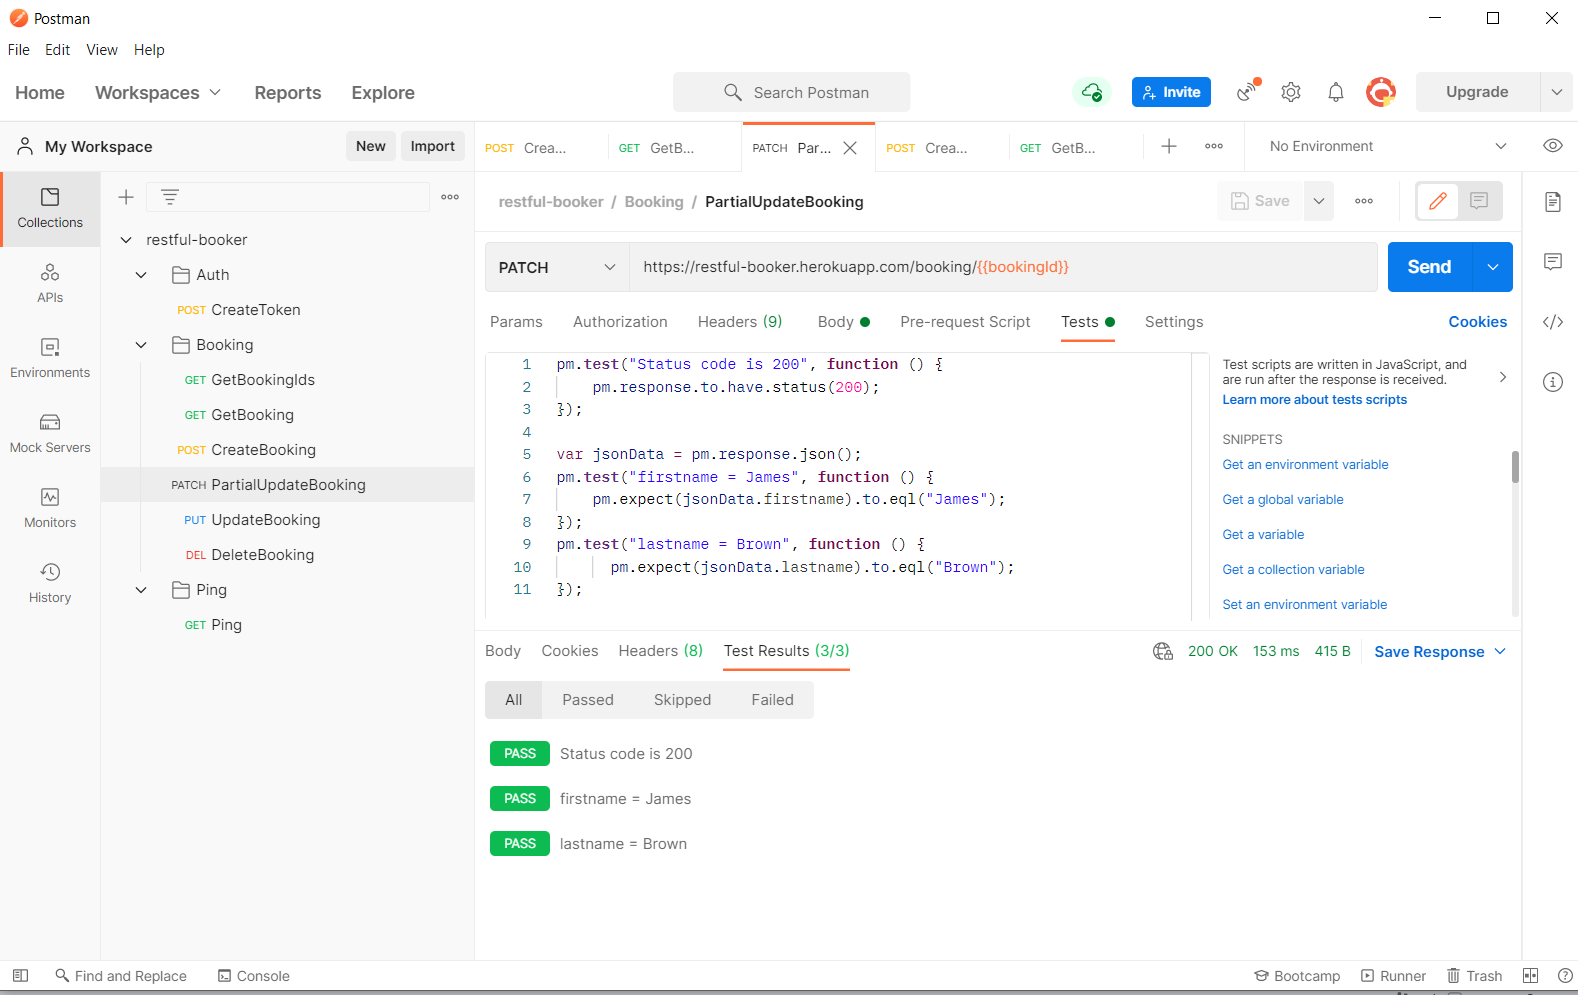 Postman
File Edit View Help
Home Workspaces Reports Explore Search Postman Invite Upgrade
My Workspace New Import
POST Crea... GET GetB... PATCH Par... POST Crea... GET GetB... No Environment
Collections
APIs
Environments
Mock Servers
Monitors
History
restful-booker
Auth
POST CreateToken
Booking
GET GetBookingIds
GET GetBooking
POST CreateBooking
PATCH PartialUpdateBooking
PUT UpdateBooking
DEL DeleteBooking
Ping
GET Ping
restful-booker / Booking / PartialUpdateBooking Save
PATCH https://restful-booker.herokuapp.com/booking/{{bookingId}} Send
Params Authorization Headers (9) Body Pre-request Script Tests Settings Cookies
1 pm.test("Status code is 200", function () {
2 pm.response.to.have.status(200);
3 });
4
5 var jsonData = pm.response.json();
6 pm.test("firstname = James", function () {
7 pm.expect(jsonData.firstname).to.eql("James");
8 });
9 pm.test("lastname = Brown", function () {
10 pm.expect(jsonData.lastname).to.eql("Brown");
11 });
Test scripts are written in JavaScript, and
are run after the response is received.
Learn more about tests scripts
SNIPPETS
Get an environment variable
Get a global variable
Get a variable
Get a collection variable
Set an environment variable
Body Cookies Headers (8) Test Results (3/3) 200 OK 153 ms 415 B Save Response
All Passed Skipped Failed
PASS Status code is 200
PASS firstname = James
PASS lastname = Brown
Find and Replace Console Bootcamp Runner Trash